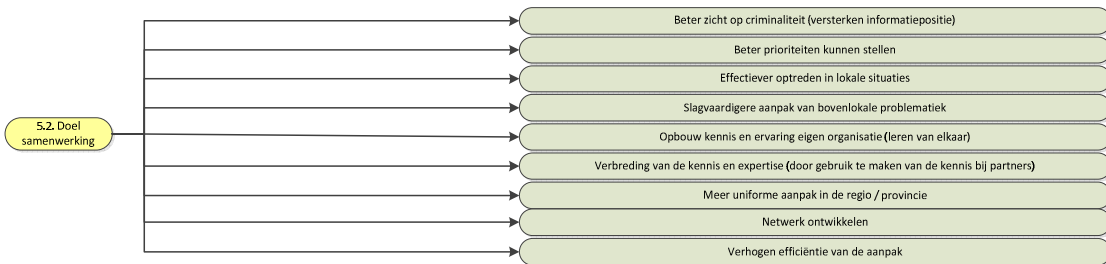 Beter zicht op criminaliteit (versterken informatiepositie)
Beter prioriteiten kunnen stellen
Effectiever optreden in lokale situaties
Slagvaardigere aanpak van bovenlokale problematiek
5.2. Doel
samenwerking
Opbouw kennis en ervaring eigen organisatie (leren van elkaar)
Verbreding van de kennis en expertise (door gebruik te maken van de kennis bij partners)
Meer uniforme aanpak in de regio / provincie
Netwerk ontwikkelen
Verhogen efficiëntie van de aanpak